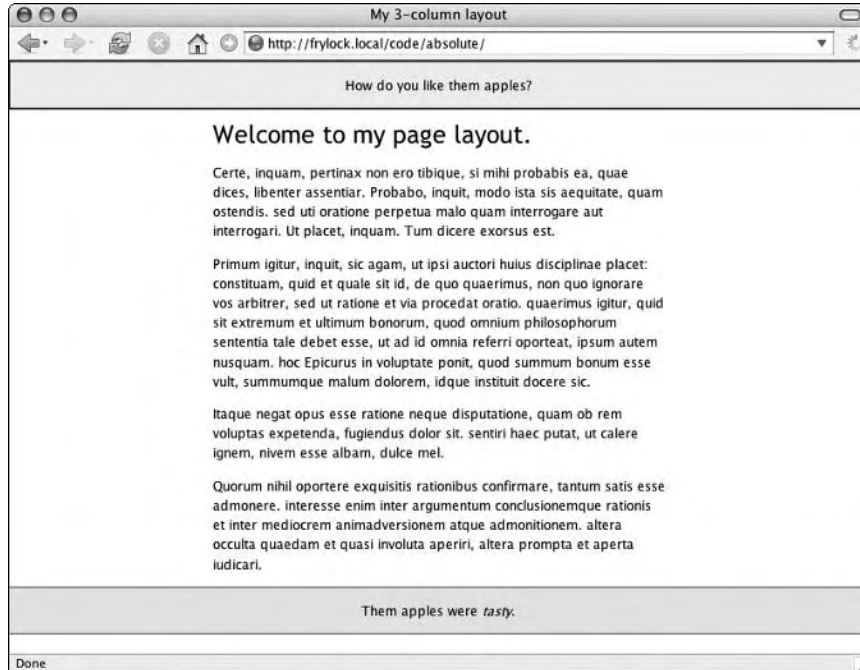 My 3-column layout
http://frylock.local/code/absolute/
How do you like them apples?
Welcome to my page layout.
Certe, inquam, pertinax non ero tibique, si mihi probabis ea, quae
dices, libenter assentiar. Probabo, inquit, modo ista sis aequitate, quam
ostendis. sed uti oratione perpetua malo quam interrogare aut
interrogari. Ut placet, inquam. Tum dicere exorsus est.
Primum igitur, inquit, sic agam, ut ipsi auctori huius disciplinae placet:
constituam, quid et quale sit id, de quo quaerimus, non quo ignorare
vos arbitrer, sed ut ratione et via procedat oratio. quaerimus igitur, quid
sit extremum et ultimum bonorum, quod omnium philosophorum
sententia tale debet esse, ut ad id omnia referri oporteat, ipsum autem
nusquam. hoc Epicurus in voluptate ponit, quod summum bonum esse
vult, summumque malum dolorem, idque instituit docere sic.
Itaque negat opus esse ratione neque disputatione, quam ob rem
voluptas expetenda, fugiendus dolor sit. sentiri haec putat, ut calere
ignem, nivem esse albam, dulce mel.
Quorum nihil oportere exquisitis rationibus confirmare, tantum satis esse
admonere. interesse enim inter argumentum conclusionemque rationis
et inter mediocrem animadversionem atque admonitionem. altera
occulta quaedam et quasi involuta aperiri, altera prompta et aperta
iudicari.
Them apples were tasty.
Done